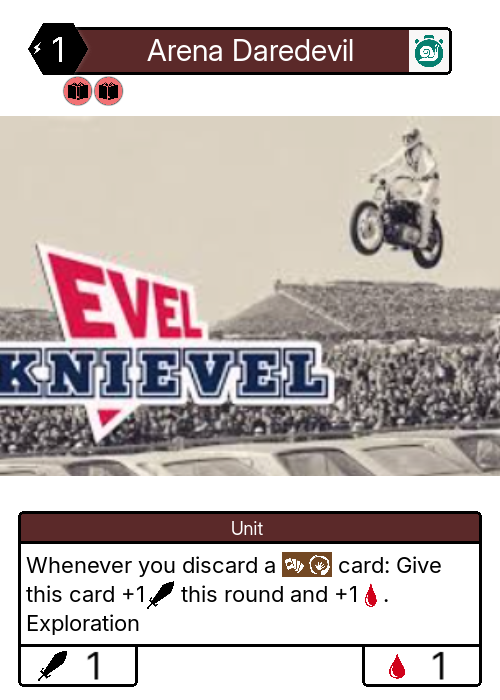 1
Arena Daredevil
EVEL
KNIEVEL
Unit
Whenever you discard a card: Give
this card +1 this round and +1 .
Exploration
1
1